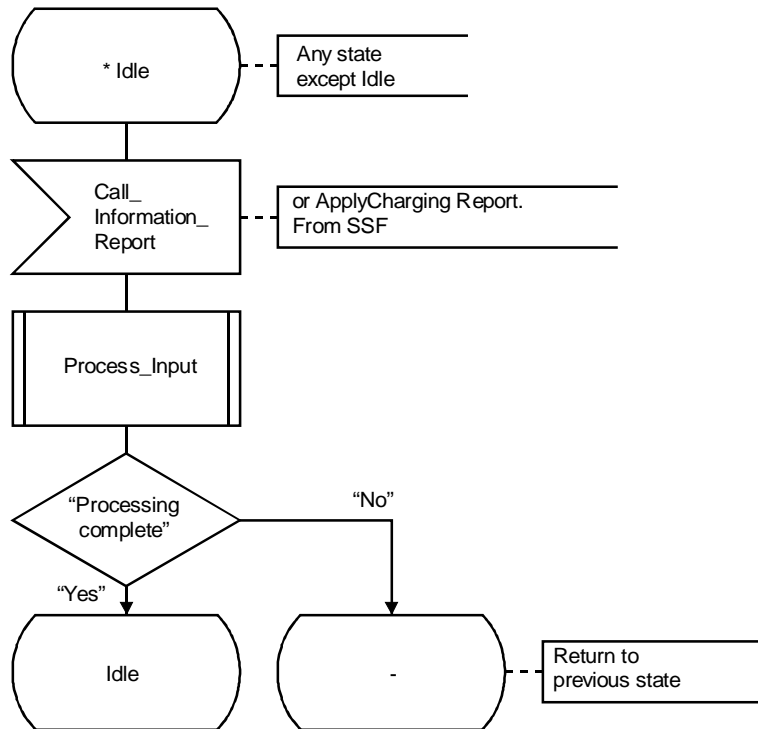 * Idle
Any state
except Idle
Call_
Information_
Report
or ApplyCharging Report.
From SSF
Process_Input
“Processing
complete”
“No”
“Yes”
Idle
-
Return to
previous state